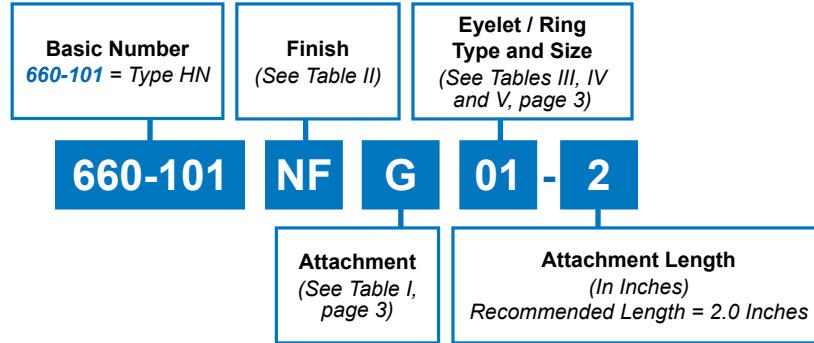 Basic Number
660-101 = Type HN
Finish
(See Table II)
Eyelet / Ring
Type and Size
(See Tables III, IV
and V, page 3)
660-101 NF G 01 - 2
Attachment
(See Table I,
page 3)
Attachment Length
(In Inches)
Recommended Length = 2.0 Inches